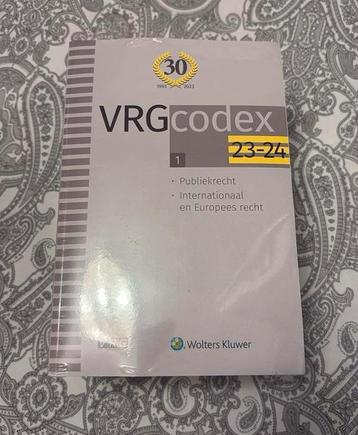 30
1993 2023
VRGcodex
23-24
1
• Publiekrecht
• Internationaal
en Europees recht
Wolters Kluwer